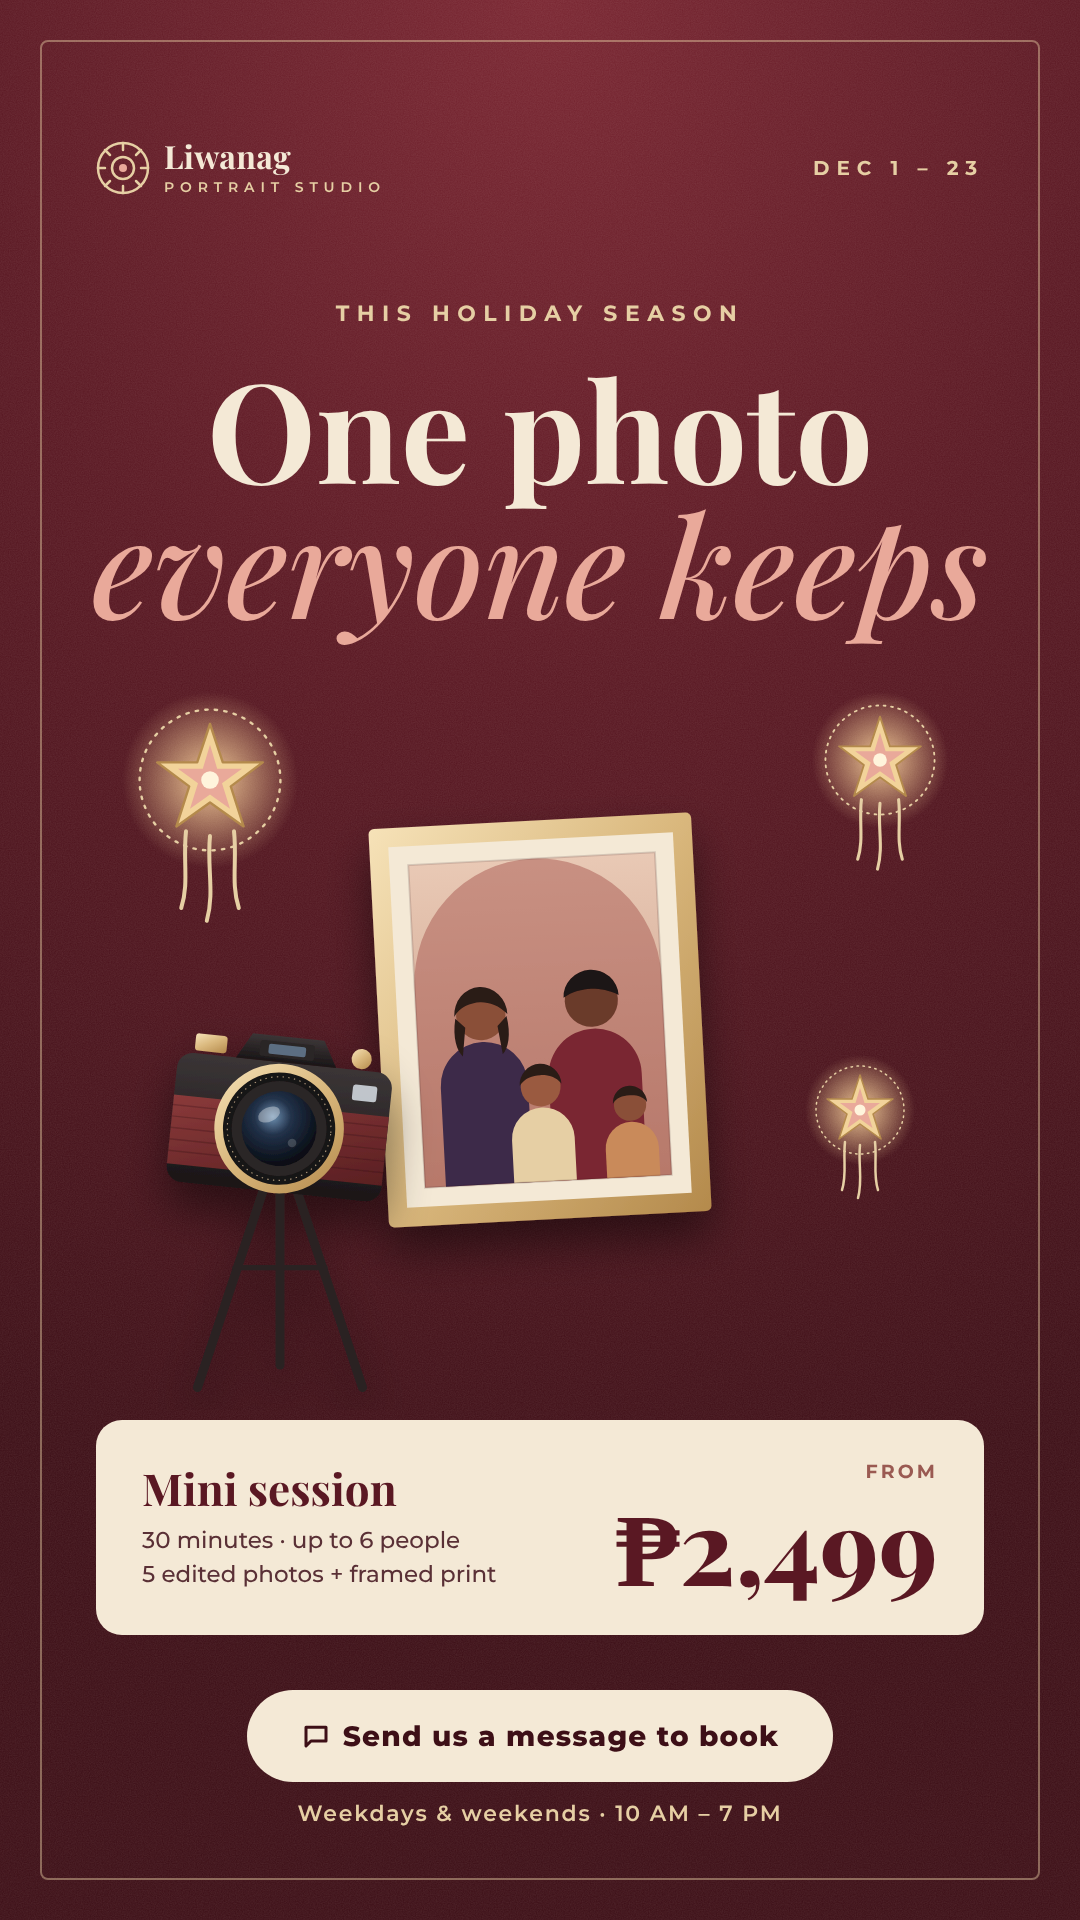 Liwanag
PORTRAIT STUDIO
DEC 1 – 23
THIS HOLIDAY SEASON
One photo
everyone keeps
Mini session
30 minutes · up to 6 people
5 edited photos + framed print
FROM
₱2,499
Send us a message to book
Weekdays & weekends · 10 AM – 7 PM